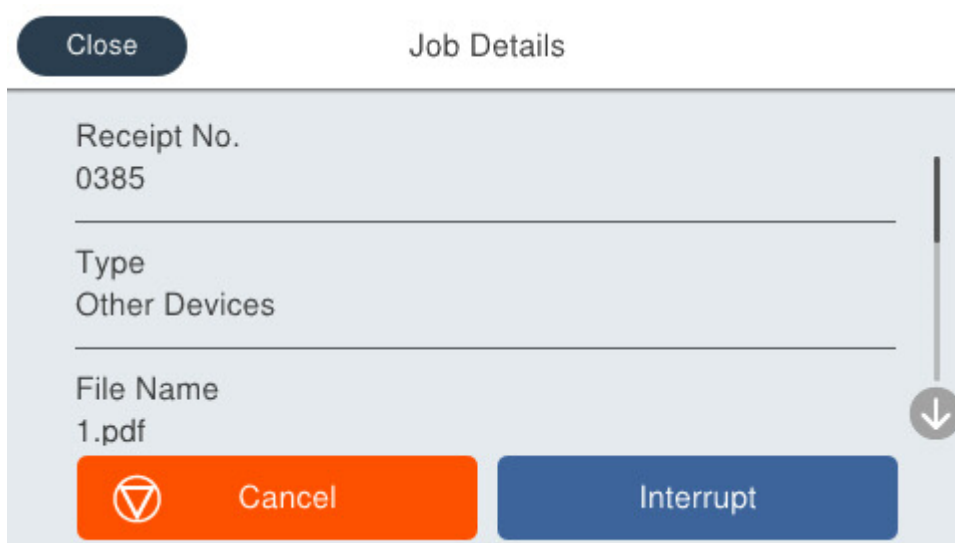 Close
Job Details
Receipt No.
0385
Type
Other Devices
File Name
1.pdf
Cancel
Interrupt